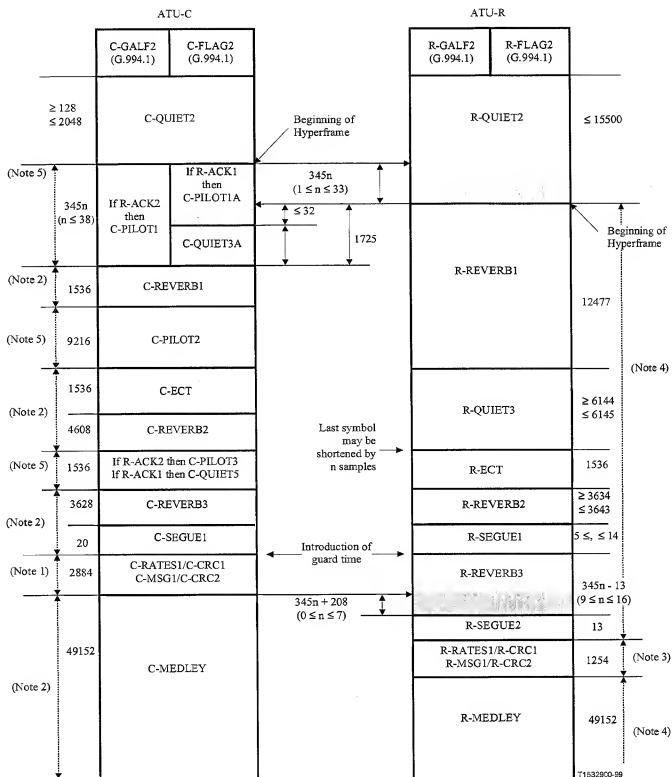 ATU-C
ATU-R
C-GALF2
(G.994.1)
C-FLAG2
(G.994.1)
R-GALF2
(G.994.1)
R-FLAG2
(G.994.1)
≥ 128
≤ 2048
C-QUIET2
Beginning of
Hyperframe
R-QUIET2
≤ 15500
(Note 5)
345n
(n ≤ 38)
If R-ACK2
then
C-PILOT1
If R-ACK1
then
C-PILOT1A
345n
(1 ≤ n ≤ 33)
≤ 32
C-QUIET3A
1725
Beginning of
Hyperframe
(Note 2)
1536
C-REVERB1
R-REVERB1
12477
(Note 5)
9216
C-PILOT2
(Note 4)
1536
C-ECT
(Note 2)
4608
C-REVERB2
R-QUIET3
≥ 6144
≤ 6145
Last symbol
may be
shortened by
n samples
(Note 5)
1536
If R-ACK2 then C-PILOT3
If R-ACK1 then C-QUIET5
R-ECT
1536
3628
C-REVERB3
R-REVERB2
≥ 3634
≤ 3643
(Note 2)
20
C-SEGUE1
R-SEGUE1
5 ≤, ≤ 14
(Note 1)
2884
C-RATES1/C-CRC1
C-MSG1/C-CRC2
Introduction of
guard time
R-REVERB3
345n - 13
(9 ≤ n ≤ 16)
345n + 208
(0 ≤ n ≤ 7)
R-SEGUE2
13
49152
(Note 2)
C-MEDLEY
R-RATES1/R-CRC1
R-MSG1/R-CRC2
1254
(Note 3)
R-MEDLEY
49152
(Note 4)
T1532900-99